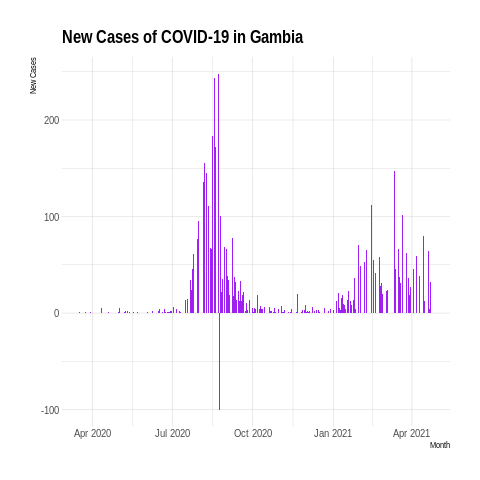 New Cases of COVID-19 in Gambia
New Cases
200
100
0
-100
Apr 2020 Jul 2020 Oct 2020 Jan 2021 Apr 2021
Month